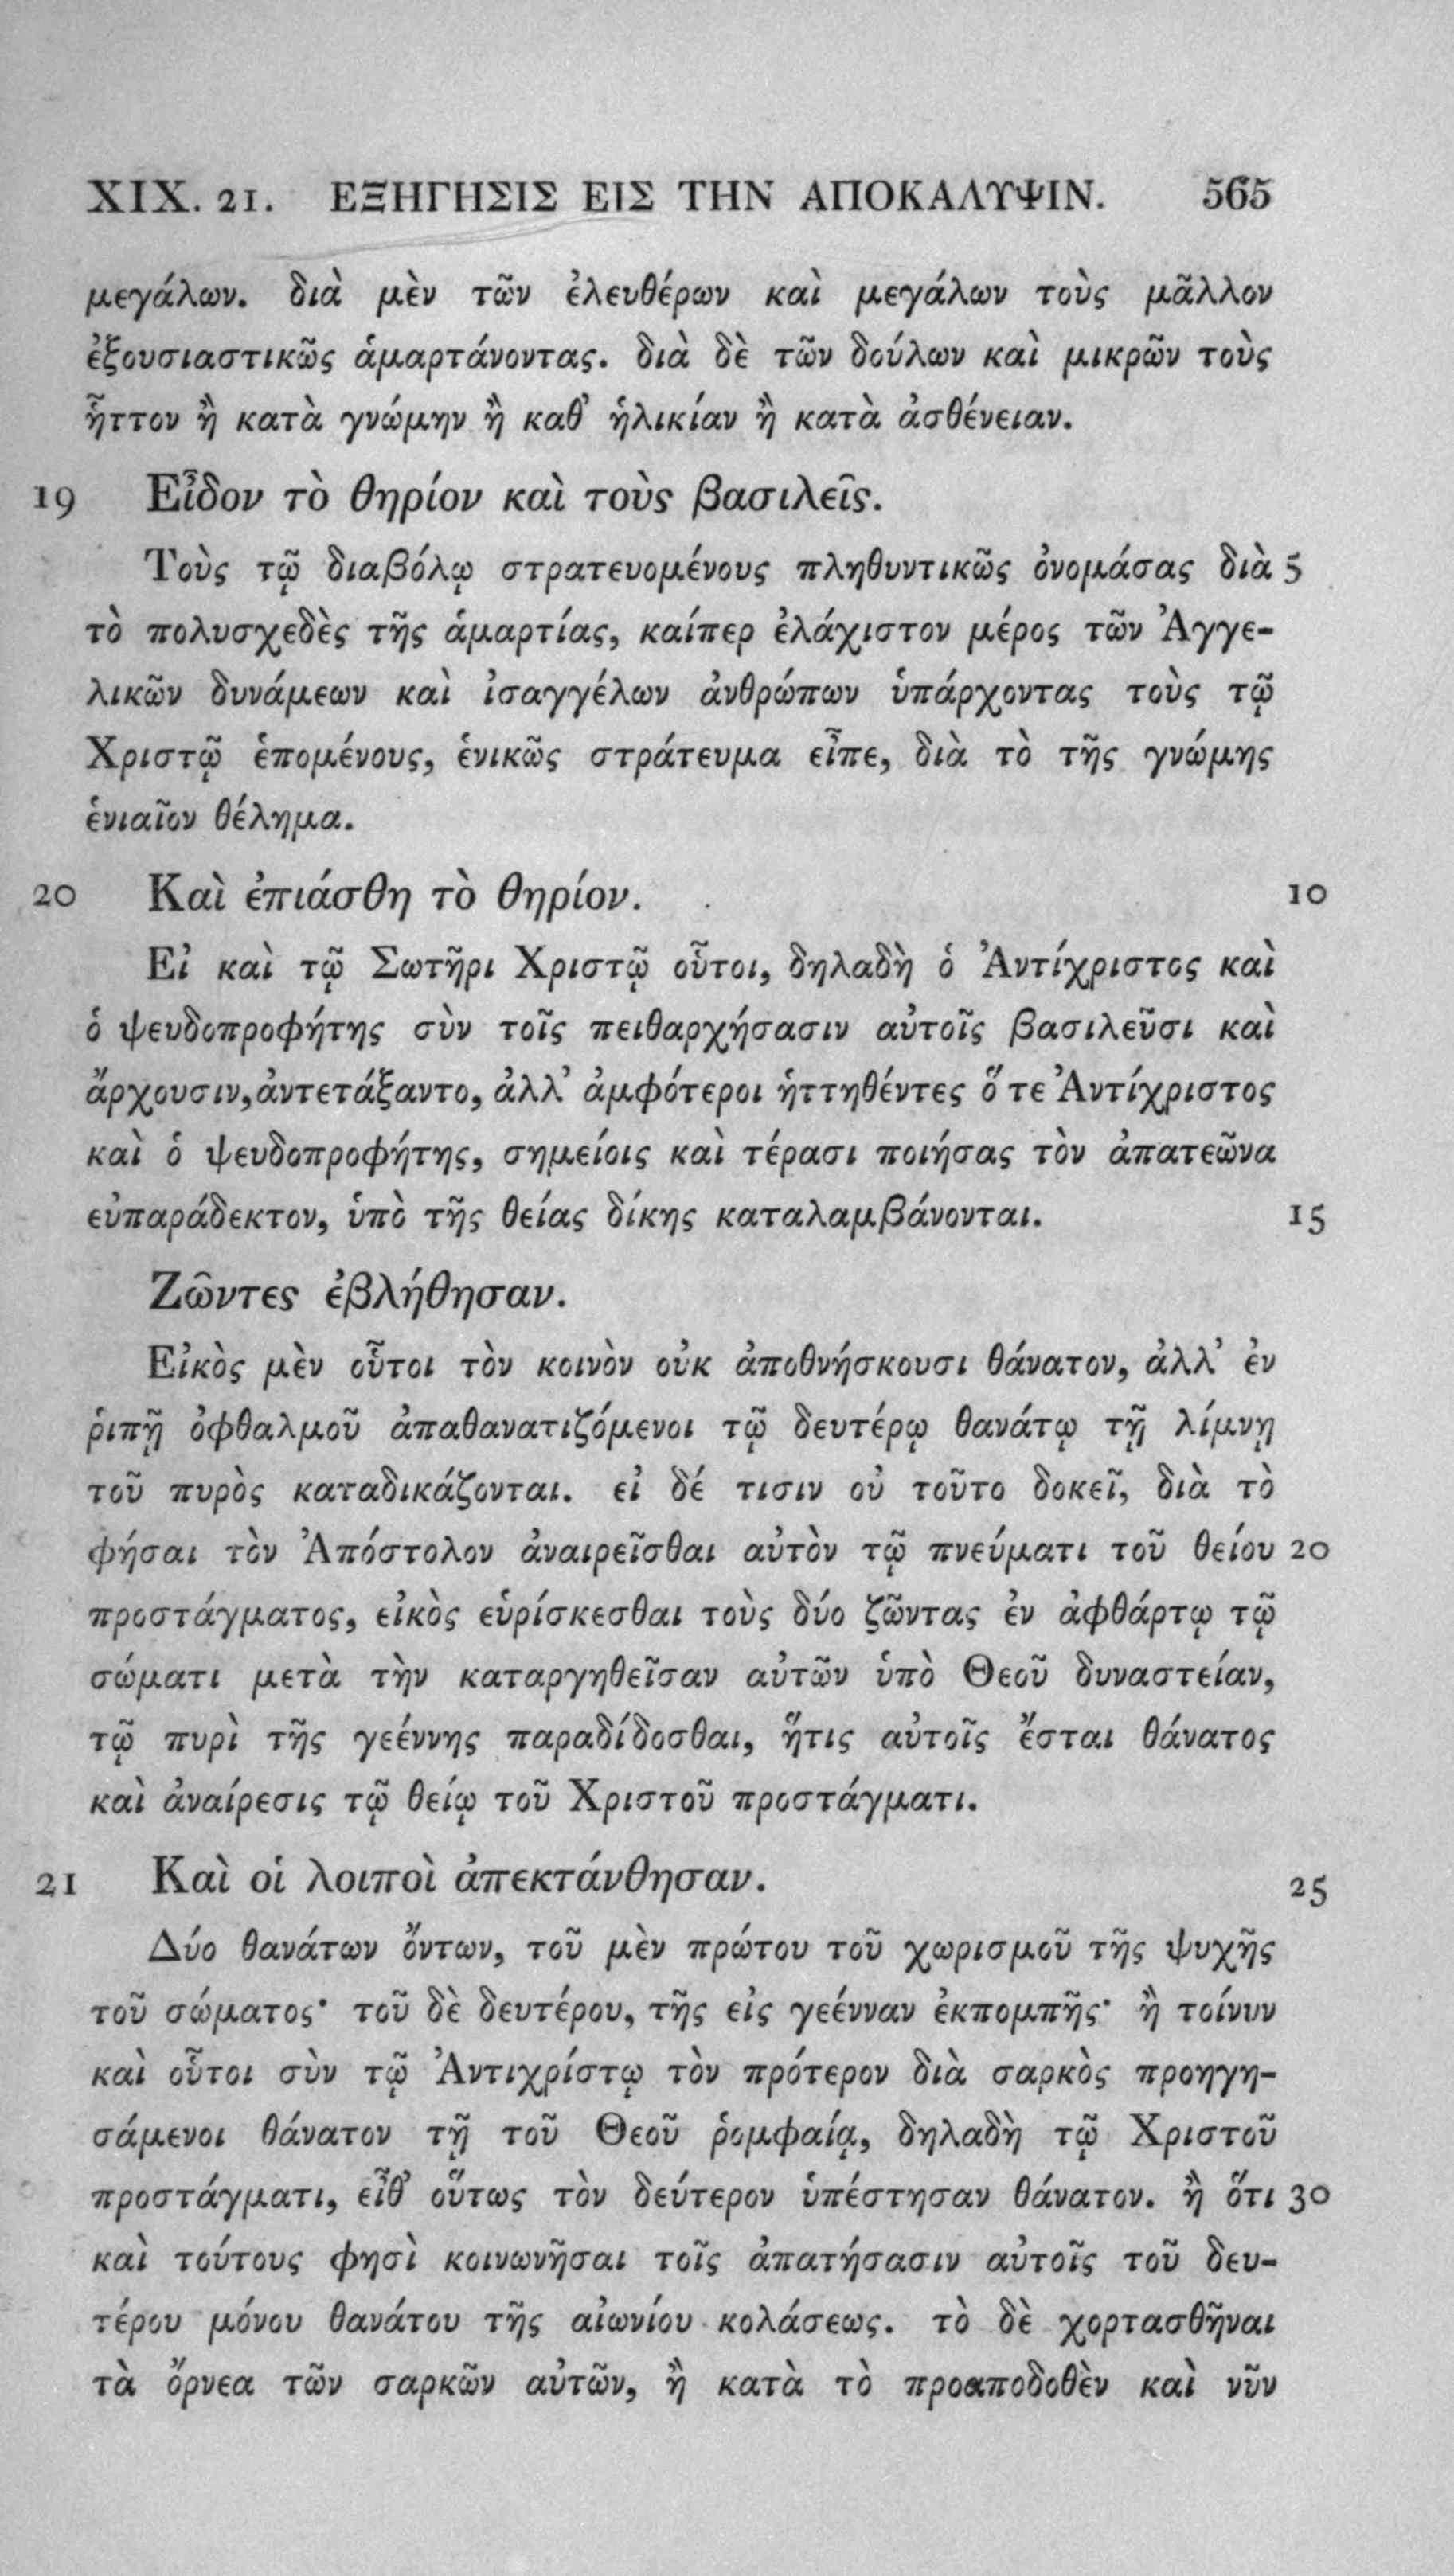 XIX. 21. ΕΞΗΓΗΣΙΣ ΕΙΣ ΤΗΝ ΑΠΟΚΑΛΥΨΙΝ. 565
μεγάλων. διὰ μὲν τῶν ἐλευθέρων καὶ μεγάλων τοὺς μᾶλλον
ἐξουσιαστικῶς ἁμαρτάνοντας. διὰ δὲ τῶν δούλων καὶ μικρῶν τοὺς
ἧττον ἢ κατὰ γνώμην ἢ καθ’ ἡλικίαν ἢ κατὰ ἀσθένειαν.
19 Εἶδον τὸ θηρίον καὶ τοὺς βασιλεῖς.
Τοὺς τῷ διαβόλῳ στρατευομένους πληθυντικῶς ὀνομάσας διὰ 5
τὸ πολυσχεδὲς τῆς ἁμαρτίας, καίπερ ἐλάχιστον μέρος τῶν Ἀγγε-
λικῶν δυνάμεων καὶ ἰσαγγέλων ἀνθρώπων ὑπάρχοντας τοὺς τῷ
Χριστῷ ἑπομένους, ἑνικῶς στράτευμα εἶπε, διὰ τὸ τῆς γνώμης
ἑνιαῖον θέλημα.
20 Καὶ ἐπιάσθη τὸ θηρίον. 10
Εἰ καὶ τῷ Σωτῆρι Χριστῷ οὗτοι, δηλαδὴ ὁ Ἀντίχριστος καὶ
ὁ ψευδοπροφήτης σὺν τοῖς πειθαρχήσασιν αὐτοῖς βασιλεῦσι καὶ
ἄρχουσιν, ἀντετάξαντο, ἀλλ’ ἀμφότεροι ἡττηθέντες ὅ τε Ἀντίχριστος
καὶ ὁ ψευδοπροφήτης, σημείοις καὶ τέρασι ποιήσας τὸν ἀπατεῶνα
εὐπαράδεκτον, ὑπὸ τῆς θείας δίκης καταλαμβάνονται. 15
Ζῶντες ἐβλήθησαν.
Εἰκὸς μὲν οὗτοι τὸν κοινὸν οὐκ ἀποθνήσκουσι θάνατον, ἀλλ’ ἐν
ῥιπῇ ὀφθαλμοῦ ἀπαθανατιζόμενοι τῷ δευτέρῳ θανάτῳ τῇ λίμνῃ
τοῦ πυρὸς καταδικάζονται. εἰ δέ τισιν οὐ τοῦτο δοκεῖ, διὰ τὸ
φῆσαι τὸν Ἀπόστολον ἀναιρεῖσθαι αὐτὸν τῷ πνεύματι τοῦ θείου 20
προστάγματος, εἰκὸς εὑρίσκεσθαι τοὺς δύο ζῶντας ἐν ἀφθάρτῳ τῷ
σώματι μετὰ τὴν καταργηθεῖσαν αὐτῶν ὑπὸ Θεοῦ δυναστείαν,
τῷ πυρὶ τῆς γεέννης παραδίδοσθαι, ἥτις αὐτοῖς ἔσται θάνατος
καὶ ἀναίρεσις τῷ θείῳ τοῦ Χριστοῦ προστάγματι.
21 Καὶ οἱ λοιποὶ ἀπεκτάνθησαν. 25
Δύο θανάτων ὄντων, τοῦ μὲν πρώτου τοῦ χωρισμοῦ τῆς ψυχῆς
τοῦ σώματος· τοῦ δὲ δευτέρου, τῆς εἰς γεένναν ἐκπομπῆς· ἢ τοίνυν
καὶ οὗτοι σὺν τῷ Ἀντιχρίστῳ τὸν πρότερον διὰ σαρκὸς προηγη-
σάμενοι θάνατον τῇ τοῦ Θεοῦ ῥομφαίᾳ, δηλαδὴ τῷ Χριστοῦ
προστάγματι, εἶθ’ οὕτως τὸν δεύτερον ὑπέστησαν θάνατον. ἢ ὅτι 30
καὶ τούτους φησὶ κοινωνῆσαι τοῖς ἀπατήσασιν αὐτοῖς τοῦ δευ-
τέρου μόνου θανάτου τῆς αἰωνίου κολάσεως. τὸ δὲ χορτασθῆναι
τὰ ὄρνεα τῶν σαρκῶν αὐτῶν, ἢ κατὰ τὸ προαποδοθὲν καὶ νῦν